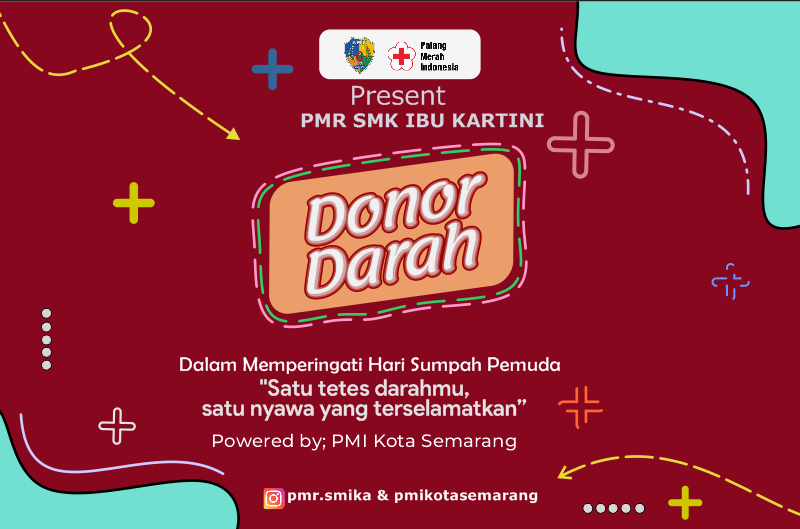 Palang
Merah
Indonesia
Present
PMR SMK IBU KARTINI
Donor
Darah
Dalam Memperingati Hari Sumpah Pemuda
"Satu tetes darahmu,
satu nyawa yang terselamatkan”
Powered by; PMI Kota Semarang
pmr.smika & pmikotasemarang